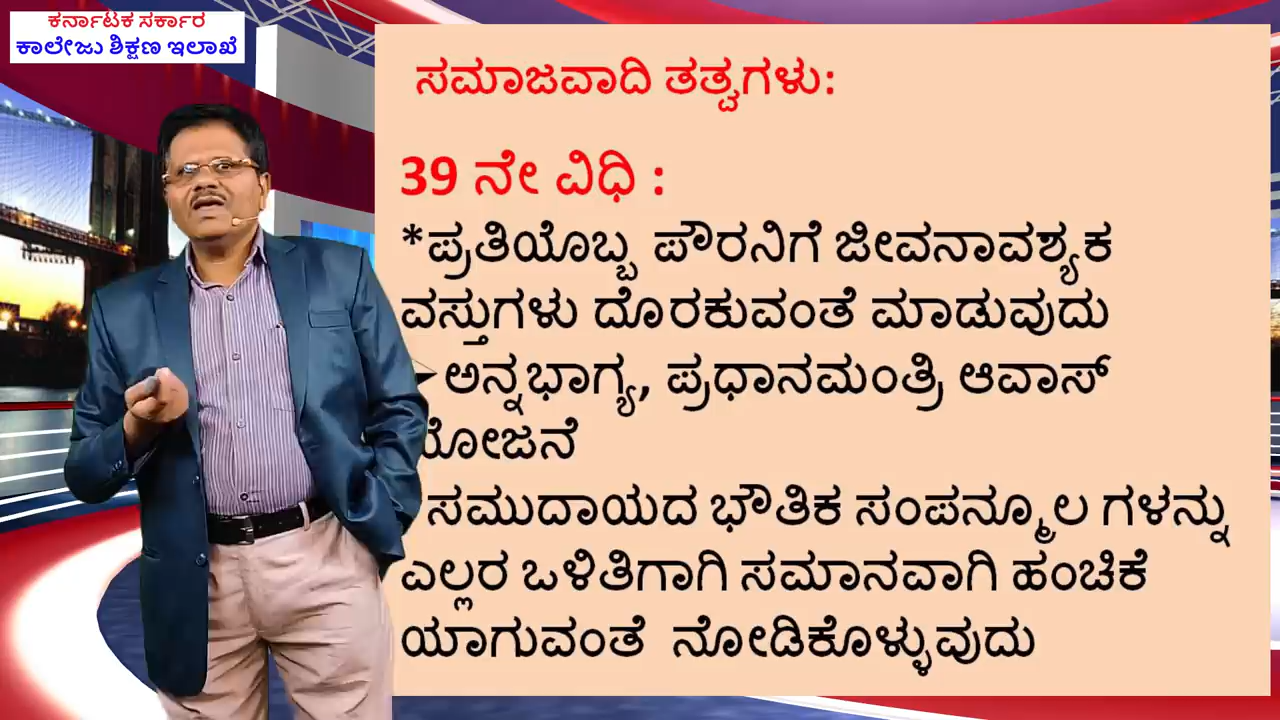 ಕರ್ನಾಟಕ ಸರ್ಕಾರ
ಕಾಲೇಜು ಶಿಕ್ಷಣ ಇಲಾಖೆ
ಸಮಾಜವಾದಿ ತತ್ವಗಳು:
39 ನೇ ವಿಧಿ :
*ಪ್ರತಿಯೊಬ್ಬ ಪೌರನಿಗೆ ಜೀವನಾವಶ್ಯಕ
ವಸ್ತುಗಳು ದೊರಕುವಂತೆ ಮಾಡುವುದು
➢ಅನ್ನಭಾಗ್ಯ, ಪ್ರಧಾನಮಂತ್ರಿ ಆವಾಸ್
ಯೋಜನೆ
ಸಮುದಾಯದ ಭೌತಿಕ ಸಂಪನ್ಮೂಲ ಗಳನ್ನು
ಎಲ್ಲರ ಒಳಿತಿಗಾಗಿ ಸಮಾನವಾಗಿ ಹಂಚಿಕೆ
ಯಾಗುವಂತೆ ನೋಡಿಕೊಳ್ಳುವುದು